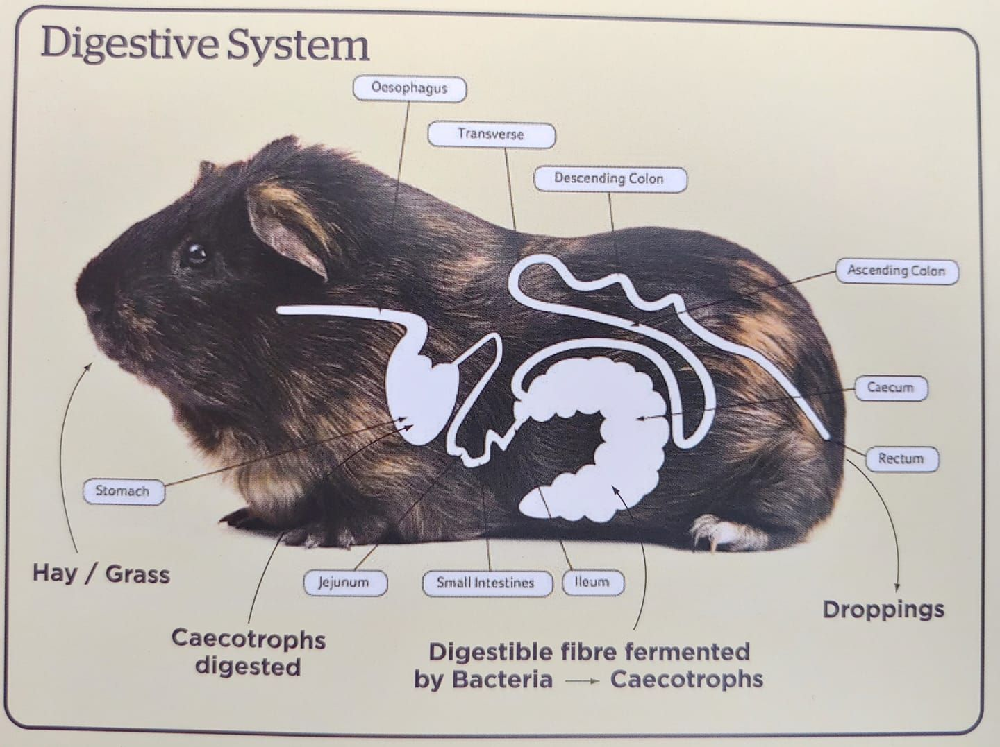 Digestive System
Oesophagus
Transverse
Descending Colon
Ascending Colon
Caecum
Rectum
Stomach
Hay / Grass
Jejunum
Small Intestines
Ileum
Droppings
Caecotrophs
digested
Digestible fibre fermented
by Bacteria → Caecotrophs